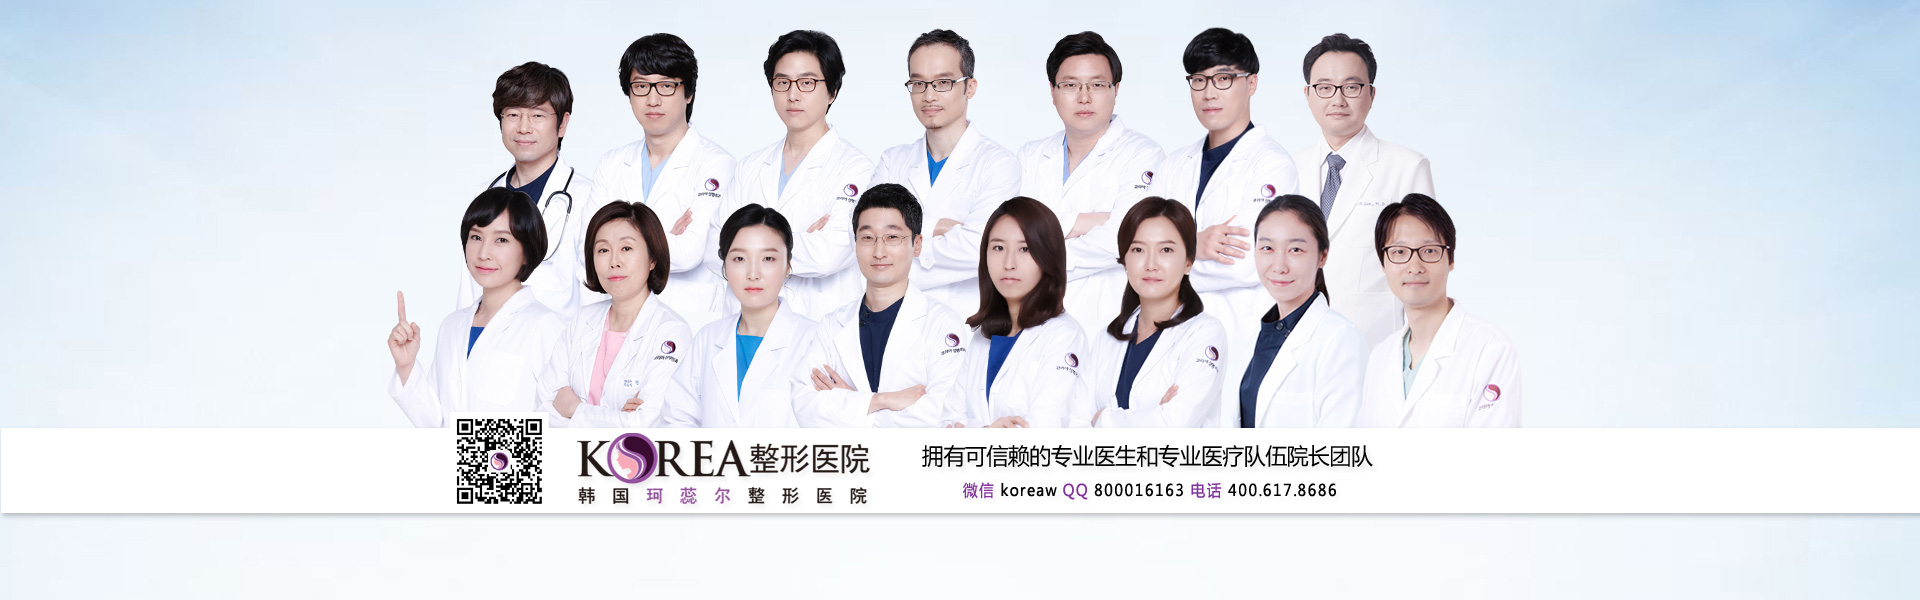 KOREA整形医院
韩国珂蕊尔整形医院
拥有可信赖的专业医生和专业医疗队伍院长团队
微信 koreaw QQ 800016163 电话 400.617.8686